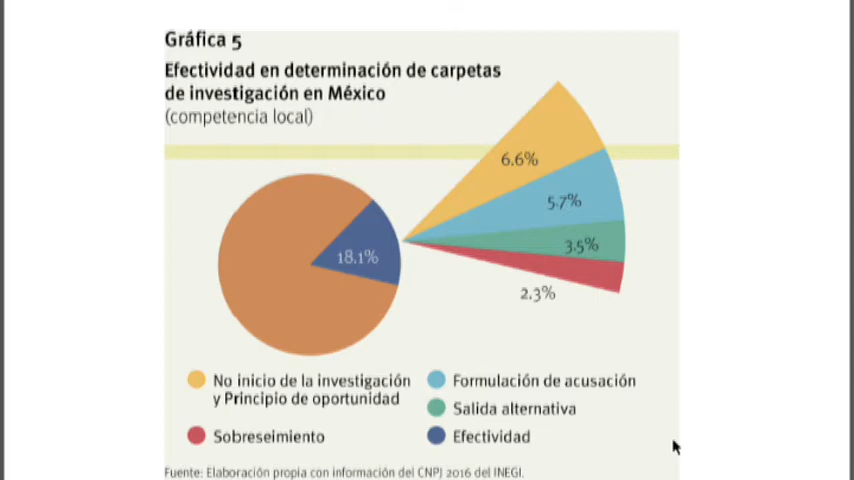 Gráfica 5
Efectividad en determinación de carpetas
de investigación en México
(competencia local)
6.6%
5.7%
3.5%
18.1%
2.3%
No inicio de la investigación
y Principio de oportunidad
Formulación de acusación
Salida alternativa
Sobreseimiento
Efectividad
Fuente: Elaboración propia con información del CNPJ 2016 del INEGI.